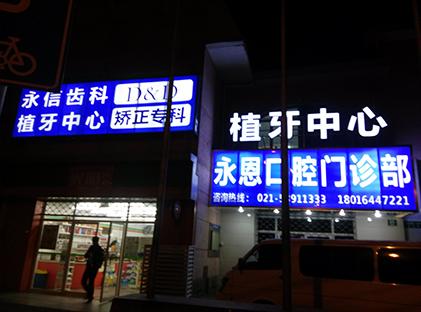 永信齿科 D&D
植牙中心 矫正专科
植牙中心
永恩口腔门诊部
咨询热线: 18016447221